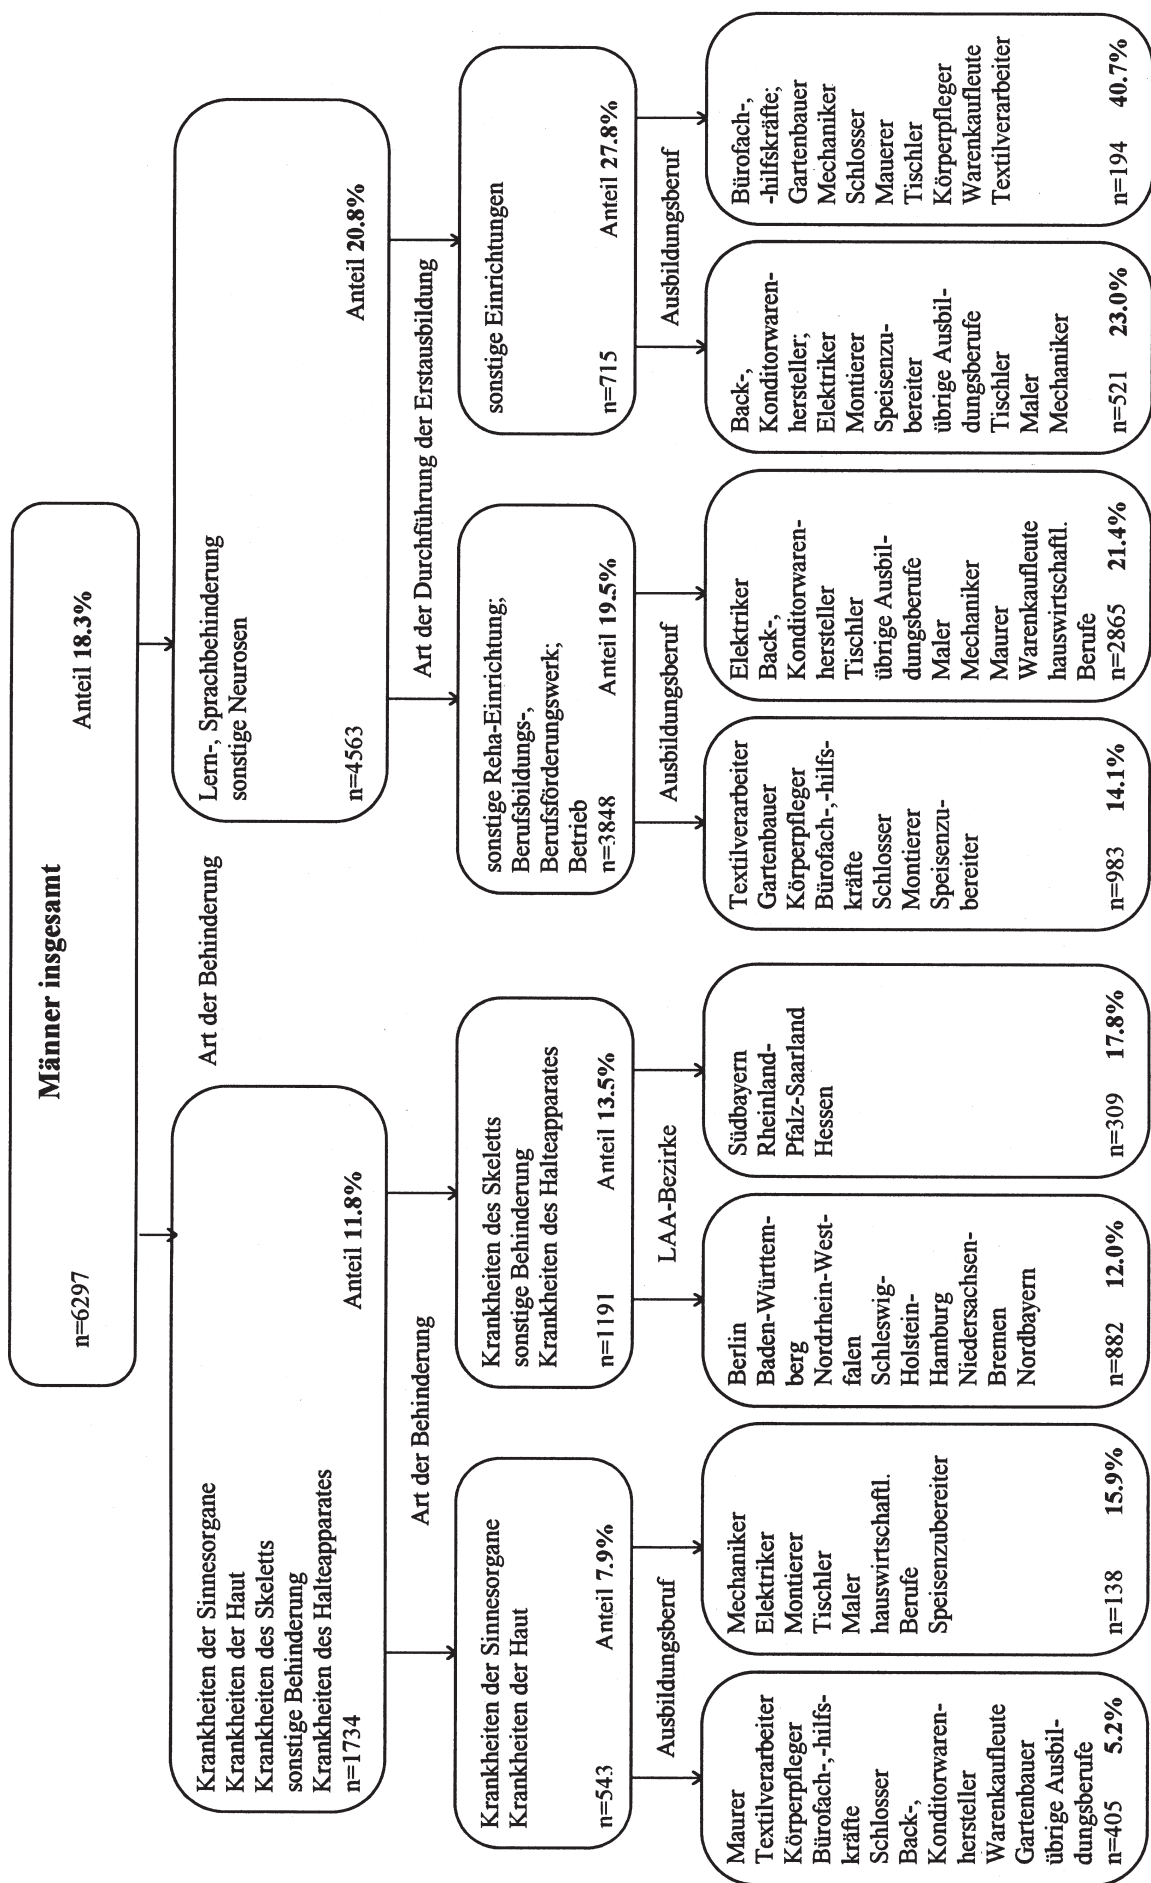 Männer insgesamt
n=6297
Anteil 18.3%
Art der Behinderung
Krankheiten der Sinnesorgane
Krankheiten der Haut
Krankheiten des Skeletts
sonstige Behinderung
Krankheiten des Halteapparates
n=1734
Anteil 11.8%
Lern-, Sprachbehinderung
sonstige Neurosen
n=4563
Anteil 20.8%
Art der Behinderung
Art der Durchführung der Erstausbildung
Krankheiten der Sinnesorgane
Krankheiten der Haut
n=543
Anteil 7.9%
Krankheiten des Skeletts
sonstige Behinderung
Krankheiten des Halteapparates
n=1191
Anteil 13.5%
sonstige Reha-Einrichtung;
Berufsbildungs-,
Berufsförderungswerk;
Betrieb
n=3848
Anteil 19.5%
sonstige Einrichtungen
n=715
Anteil 27.8%
Ausbildungsberuf
LAA-Bezirke
Ausbildungsberuf
Ausbildungsberuf
Maurer
Textilverarbeiter
Körperpfleger
Bürofach-,-hilfs-
kräfte
Schlosser
Back-,
Konditorwaren-
hersteller
Warenkaufleute
Gartenbauer
übrige Ausbil-
dungsberufe
n=405 5.2%
Mechaniker
Elektriker
Montierer
Tischler
Maler
hauswirtschaftl.
Berufe
Speisenzubereiter
n=138 15.9%
Berlin
Baden-Württem-
berg
Nordrhein-West-
falen
Schleswig-
Holstein-
Hamburg
Niedersachsen-
Bremen
Nordbayern
n=882 12.0%
Südbayern
Rheinland-
Pfalz-Saarland
Hessen
n=309 17.8%
Textilverarbeiter
Gartenbauer
Körperpfleger
Bürofach-,-hilfs-
kräfte
Schlosser
Montierer
Speisenzu-
bereiter
n=983 14.1%
Elektriker
Back-,
Konditorwaren-
hersteller
Tischler
übrige Ausbil-
dungsberufe
Maler
Mechaniker
Maurer
Warenkaufleute
hauswirtschaftl.
Berufe
n=2865 21.4%
Back-,
Konditorwaren-
hersteller;
Elektriker
Montierer
Speisenzu-
bereiter
übrige Ausbil-
dungsberufe
Tischler
Maler
Mechaniker
n=521 23.0%
Bürofach-,
-hilfskräfte;
Gartenbauer
Mechaniker
Schlosser
Mauerer
Tischler
Körperpfleger
Warenkaufleute
Textilverarbeiter
n=194 40.7%